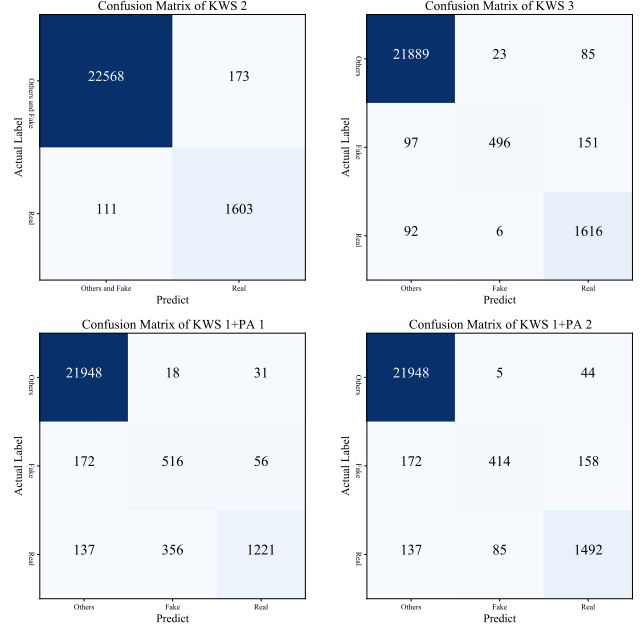 Confusion Matrix of KWS 2
Actual Label
Others and Fake
Real
22568 173
111 1603
Others and Fake Real
Predict
Confusion Matrix of KWS 3
Actual Label
Others
Fake
Real
21889 23 85
97 496 151
92 6 1616
Others Fake Real
Predict
Confusion Matrix of KWS 1+PA 1
Actual Label
Others
Fake
Real
21948 18 31
172 516 56
137 356 1221
Others Fake Real
Predict
Confusion Matrix of KWS 1+PA 2
Actual Label
Others
Fake
Real
21948 5 44
172 414 158
137 85 1492
Others Fake Real
Predict